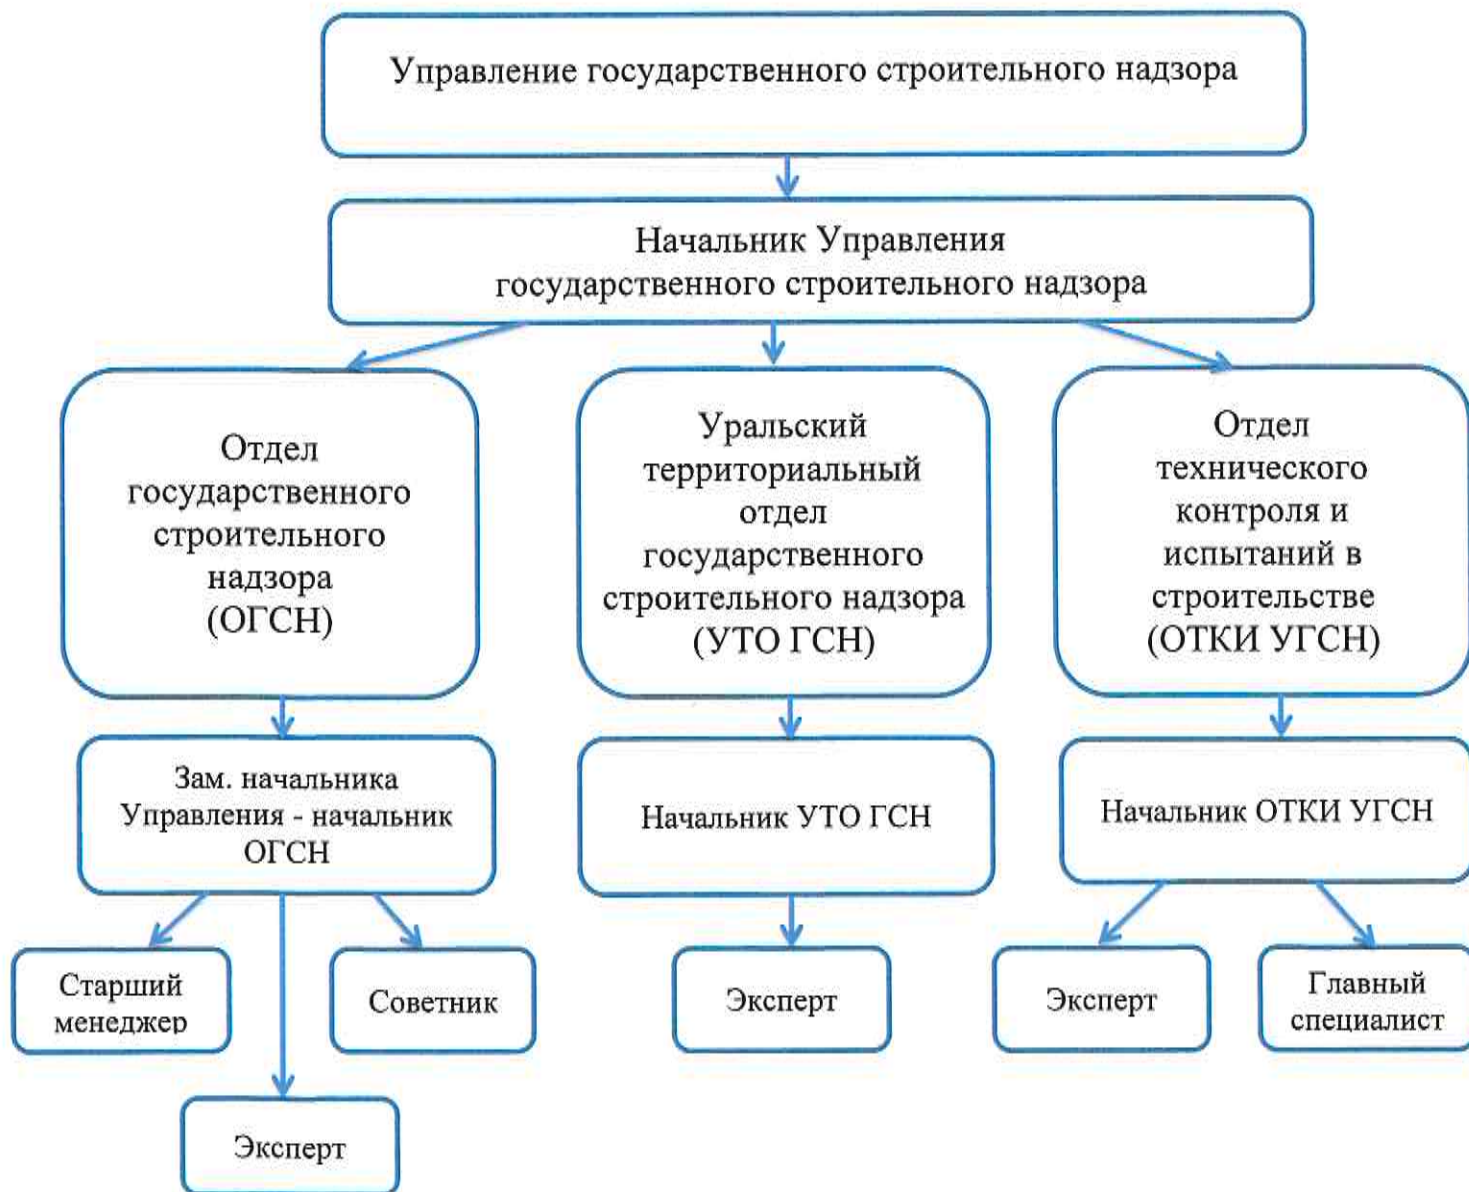 Управление государственного строительного надзора
Начальник Управления
государственного строительного надзора
Отдел
государственного
строительного
надзора
(ОГСН)
Уральский
территориальный
отдел
государственного
строительного надзора
(УТО ГСН)
Отдел
технического
контроля и
испытаний в
строительстве
(ОТКИ УГСН)
Зам. начальника
Управления - начальник
ОГСН
Начальник УТО ГСН
Начальник ОТКИ УГСН
Старший
менеджер
Советник
Эксперт
Эксперт
Главный
специалист
Эксперт